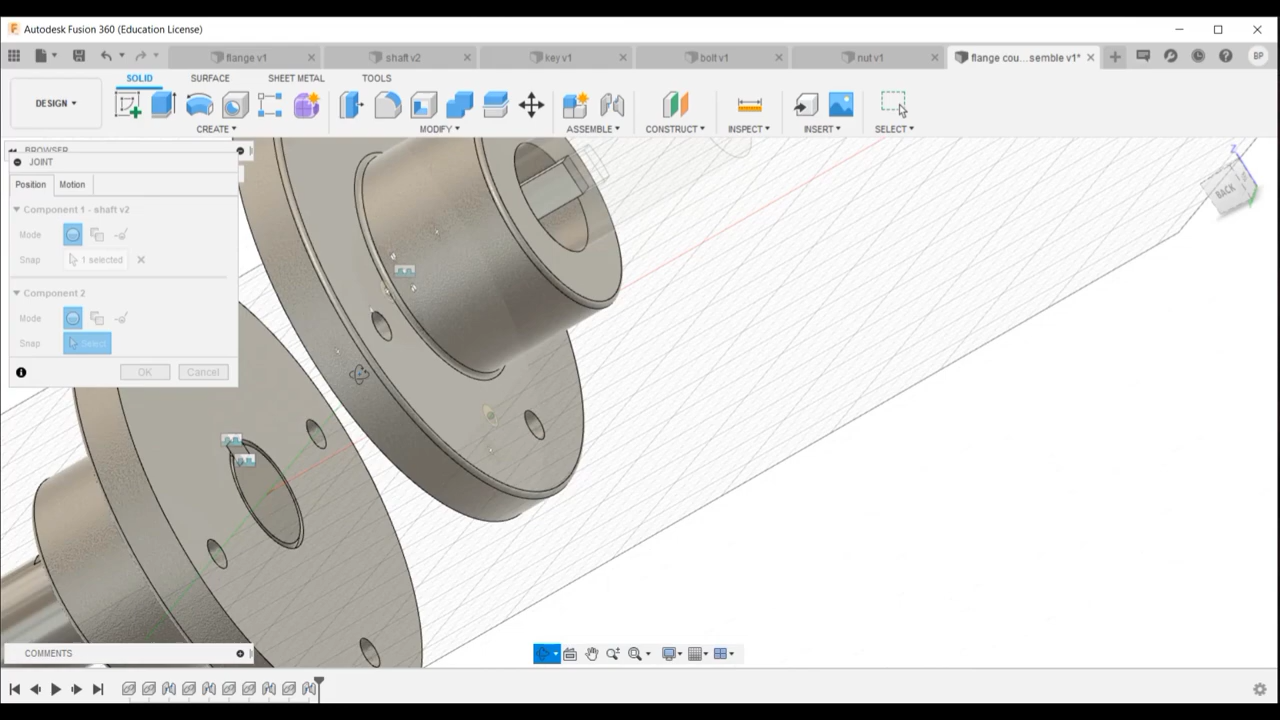 Autodesk Fusion 360 (Education License)
flange v1
shaft v2
key v1
bolt v1
nut v1
flange cou...semble v1*
BP
DESIGN
SOLID
SURFACE
SHEET METAL
TOOLS
CREATE
MODIFY
ASSEMBLE
CONSTRUCT
INSPECT
INSERT
SELECT
BROWSER
JOINT
Position
Motion
Component 1 - shaft v2
Mode
Snap
1 selected
Component 2
Mode
Snap
Select
OK
Cancel
Z
BACK
COMMENTS